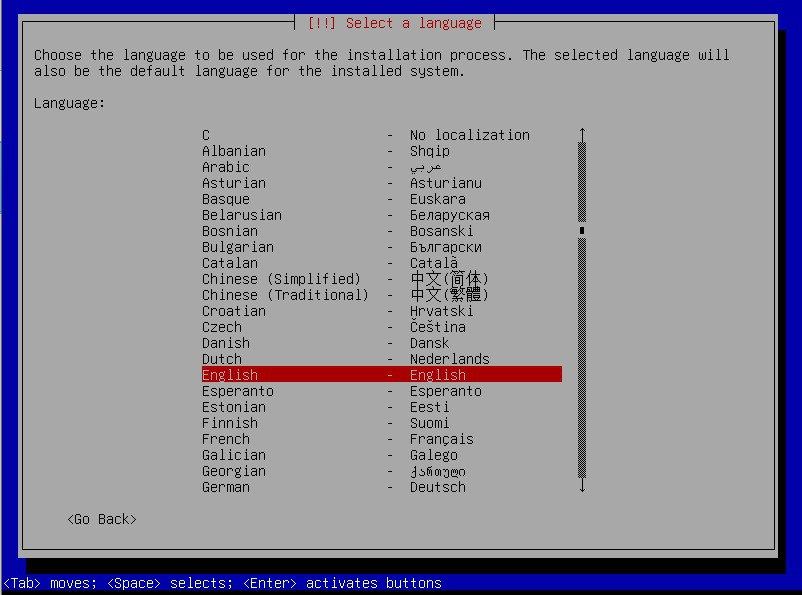 [!!] Select a language
Choose the language to be used for the installation process. The selected language will
also be the default language for the installed system.
Language:
C - No localization
Albanian - Shqip
Arabic - عربي
Asturian - Asturianu
Basque - Euskara
Belarusian - Беларуская
Bosnian - Bosanski
Bulgarian - Български
Catalan - Català
Chinese (Simplified) - 中文(简体)
Chinese (Traditional) - 中文(繁體)
Croatian - Hrvatski
Czech - Čeština
Danish - Dansk
Dutch - Nederlands
English - English
Esperanto - Esperanto
Estonian - Eesti
Finnish - Suomi
French - Français
Galician - Galego
Georgian - ქართული
German - Deutsch
<Go Back>
<Tab> moves; <Space> selects; <Enter> activates buttons